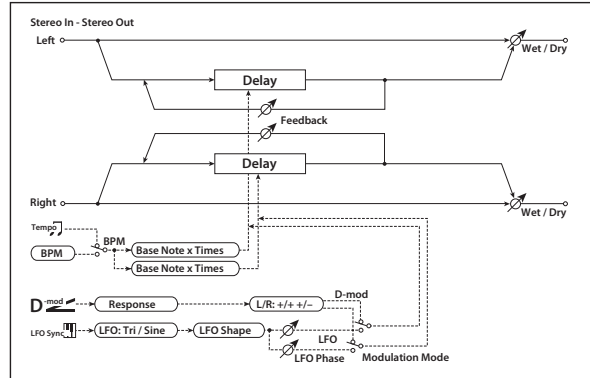 Stereo In - Stereo Out
Left
Wet / Dry
Delay
Feedback
Delay
Right
Wet / Dry
Tempo
BPM
BPM
Base Note x Times
Base Note x Times
D-mod
D-mod
Response
L/R: +/+ +/–
LFO Sync
LFO: Tri / Sine
LFO Shape
LFO
LFO Phase
Modulation Mode